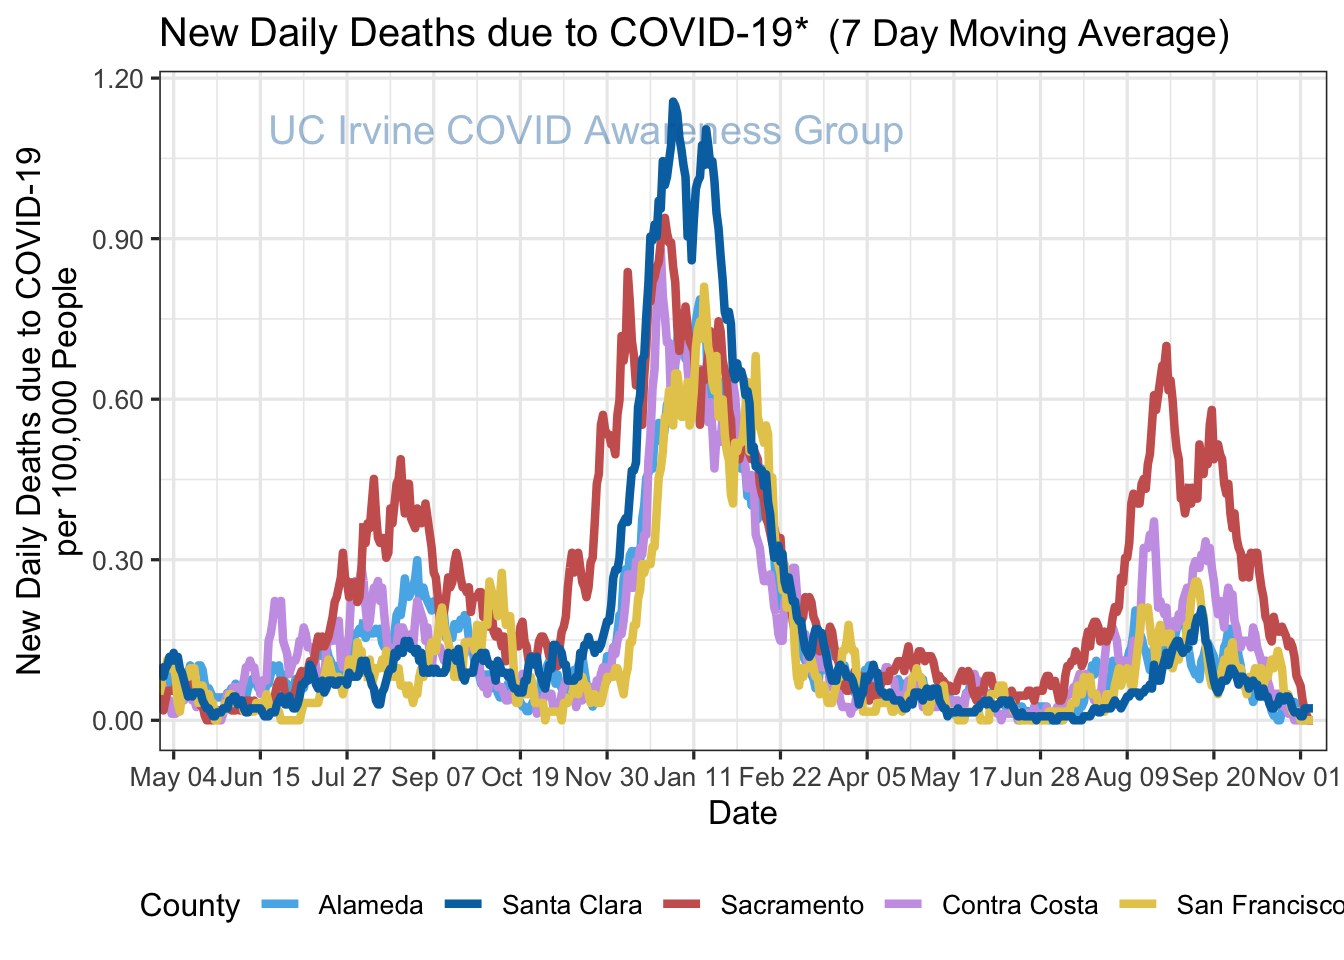 New Daily Deaths due to COVID-19* (7 Day Moving Average)
UC Irvine COVID Awareness Group
New Daily Deaths due to COVID-19
per 100,000 People
1.20
0.90
0.60
0.30
0.00
May 04 Jun 15 Jul 27 Sep 07 Oct 19 Nov 30 Jan 11 Feb 22 Apr 05 May 17 Jun 28 Aug 09 Sep 20 Nov 01
Date
County Alameda Santa Clara Sacramento Contra Costa San Francisco